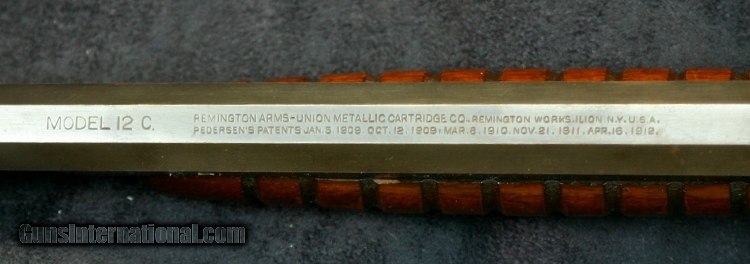 MODEL 12 C.
REMINGTON ARMS-UNION METALLIC CARTRIDGE CO. REMINGTON WORKS. ILION, N.Y. U.S.A.
PEDERSEN'S PATENTS JAN. 5. 1909. OCT. 12. 1909. MAR. 8. 1910. NOV. 21. 1911. APR. 16. 1912.
GunsInternational.com